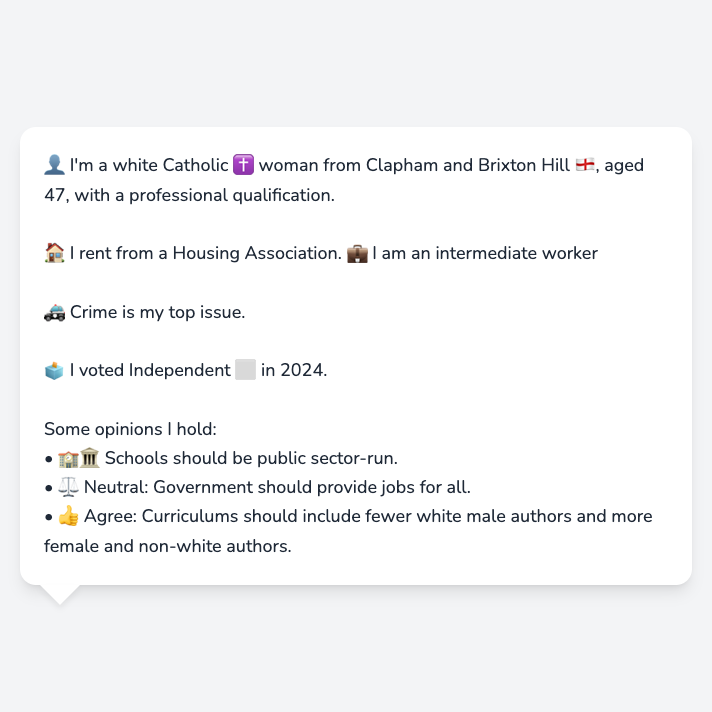 👤 I'm a white Catholic ✝️ woman from Clapham and Brixton Hill 🏴󠁧󠁢󠁥󠁮󠁧󠁿, aged
47, with a professional qualification.
🏠 I rent from a Housing Association. 💼 I am an intermediate worker
🚓 Crime is my top issue.
🗳️ I voted Independent ⬜ in 2024.
Some opinions I hold:
• 🏫🏛️ Schools should be public sector-run.
• ⚖️ Neutral: Government should provide jobs for all.
• 👍 Agree: Curriculums should include fewer white male authors and more
female and non-white authors.